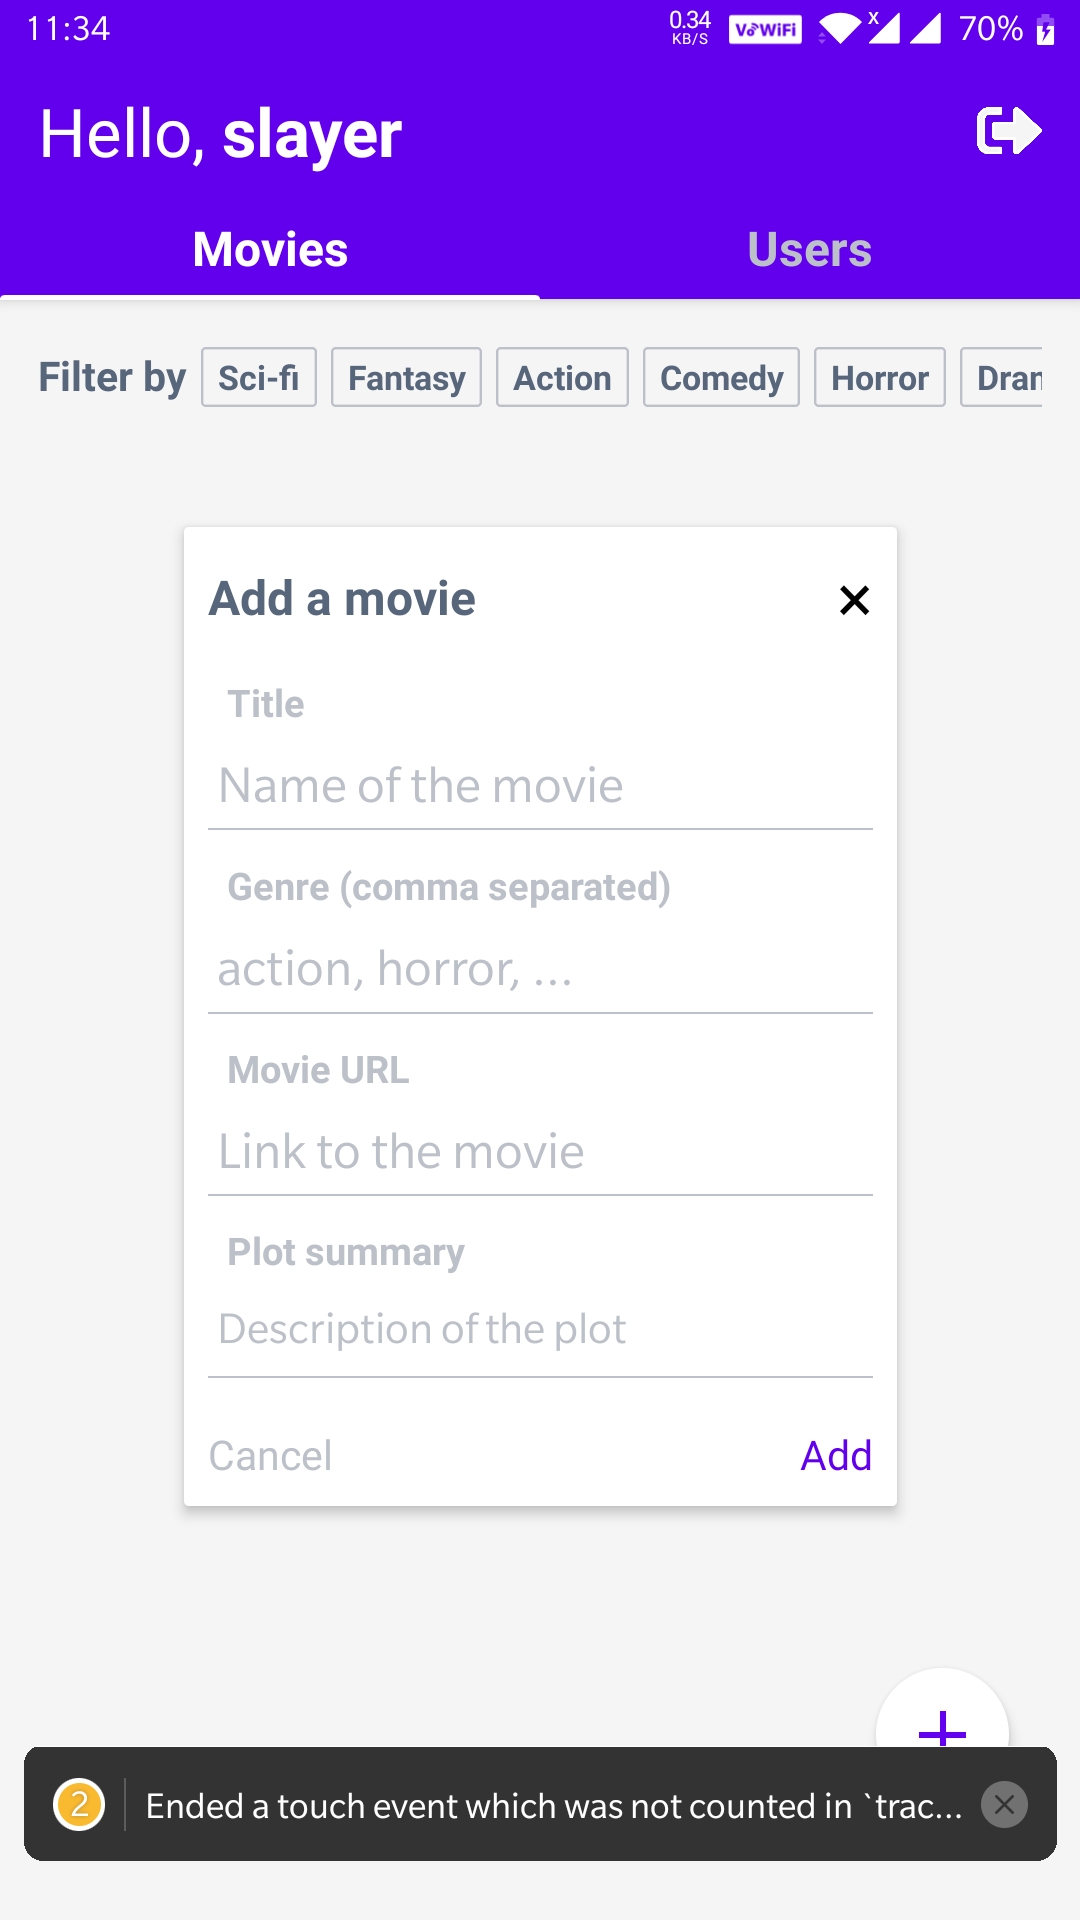 11:34
0.34
KB/S
VoWiFi
X
70%
Hello, slayer
Movies
Users
Filter by
Sci-fi
Fantasy
Action
Comedy
Horror
Dram
Add a movie
Title
Name of the movie
Genre (comma separated)
action, horror, ...
Movie URL
Link to the movie
Plot summary
Description of the plot
Cancel
Add
2
Ended a touch event which was not counted in `trac...